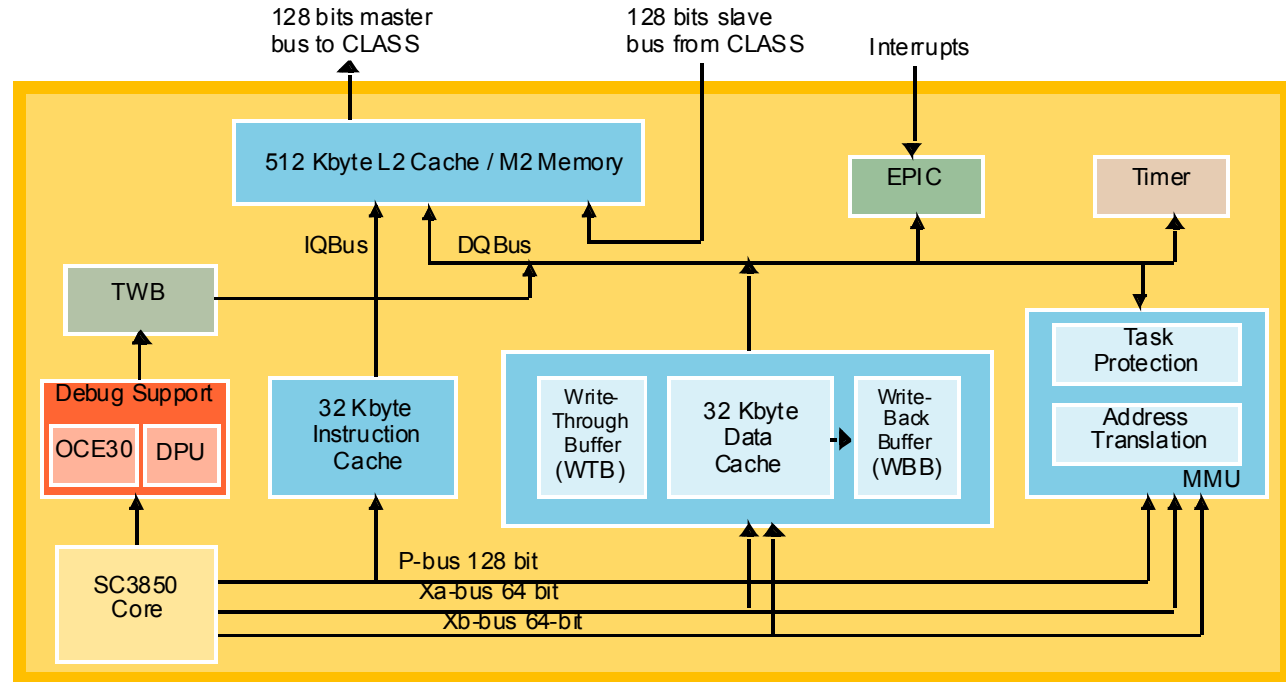 128 bits master
bus to CLASS
128 bits slave
bus from CLASS
Interrupts
512 Kbyte L2 Cache / M2 Memory
EPIC
Timer
IQBus
DQBus
TWB
Task
Protection
Debug Support
OCE30
DPU
32 Kbyte
Instruction
Cache
Write-
Through
Buffer
(WTB)
32 Kbyte
Data
Cache
Write-
Back
Buffer
(WBB)
Address
Translation
MMU
SC3850
Core
P-bus 128 bit
Xa-bus 64 bit
Xb-bus 64-bit